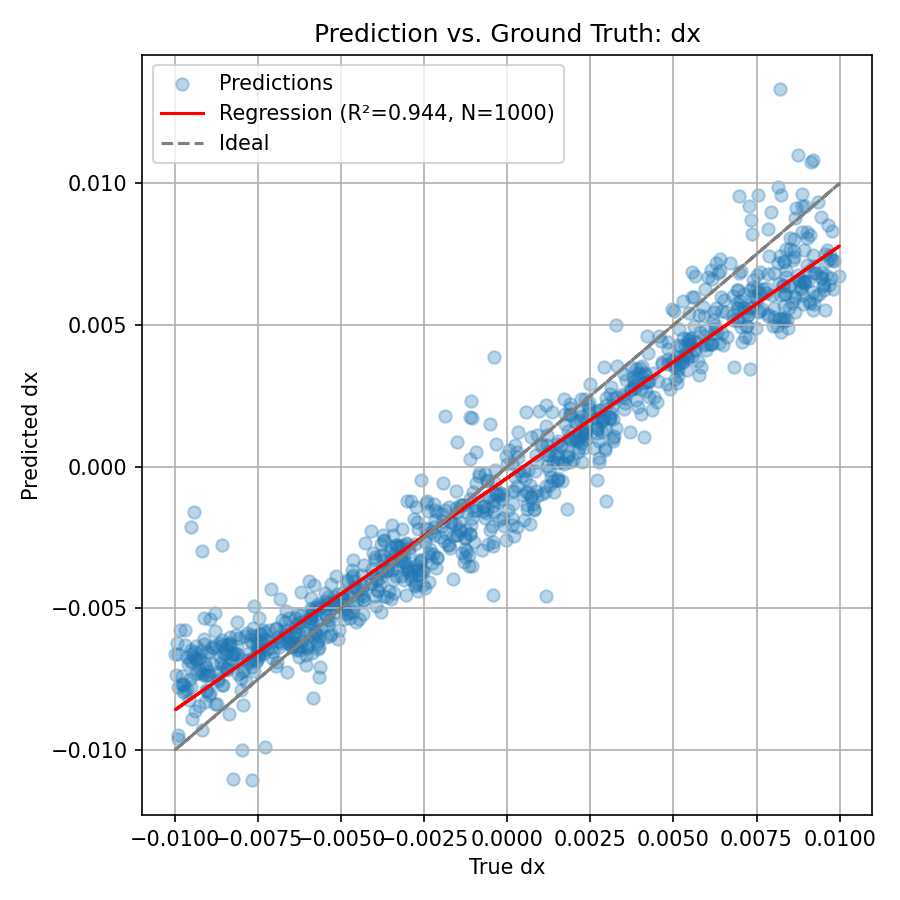 Prediction vs. Ground Truth: dx
Predictions
Regression (R²=0.944, N=1000)
Ideal
0.010
0.005
0.000
−0.005
−0.010
Predicted dx
−0.0100 −0.0075 −0.0050 −0.0025 0.0000 0.0025 0.0050 0.0075 0.0100
True dx